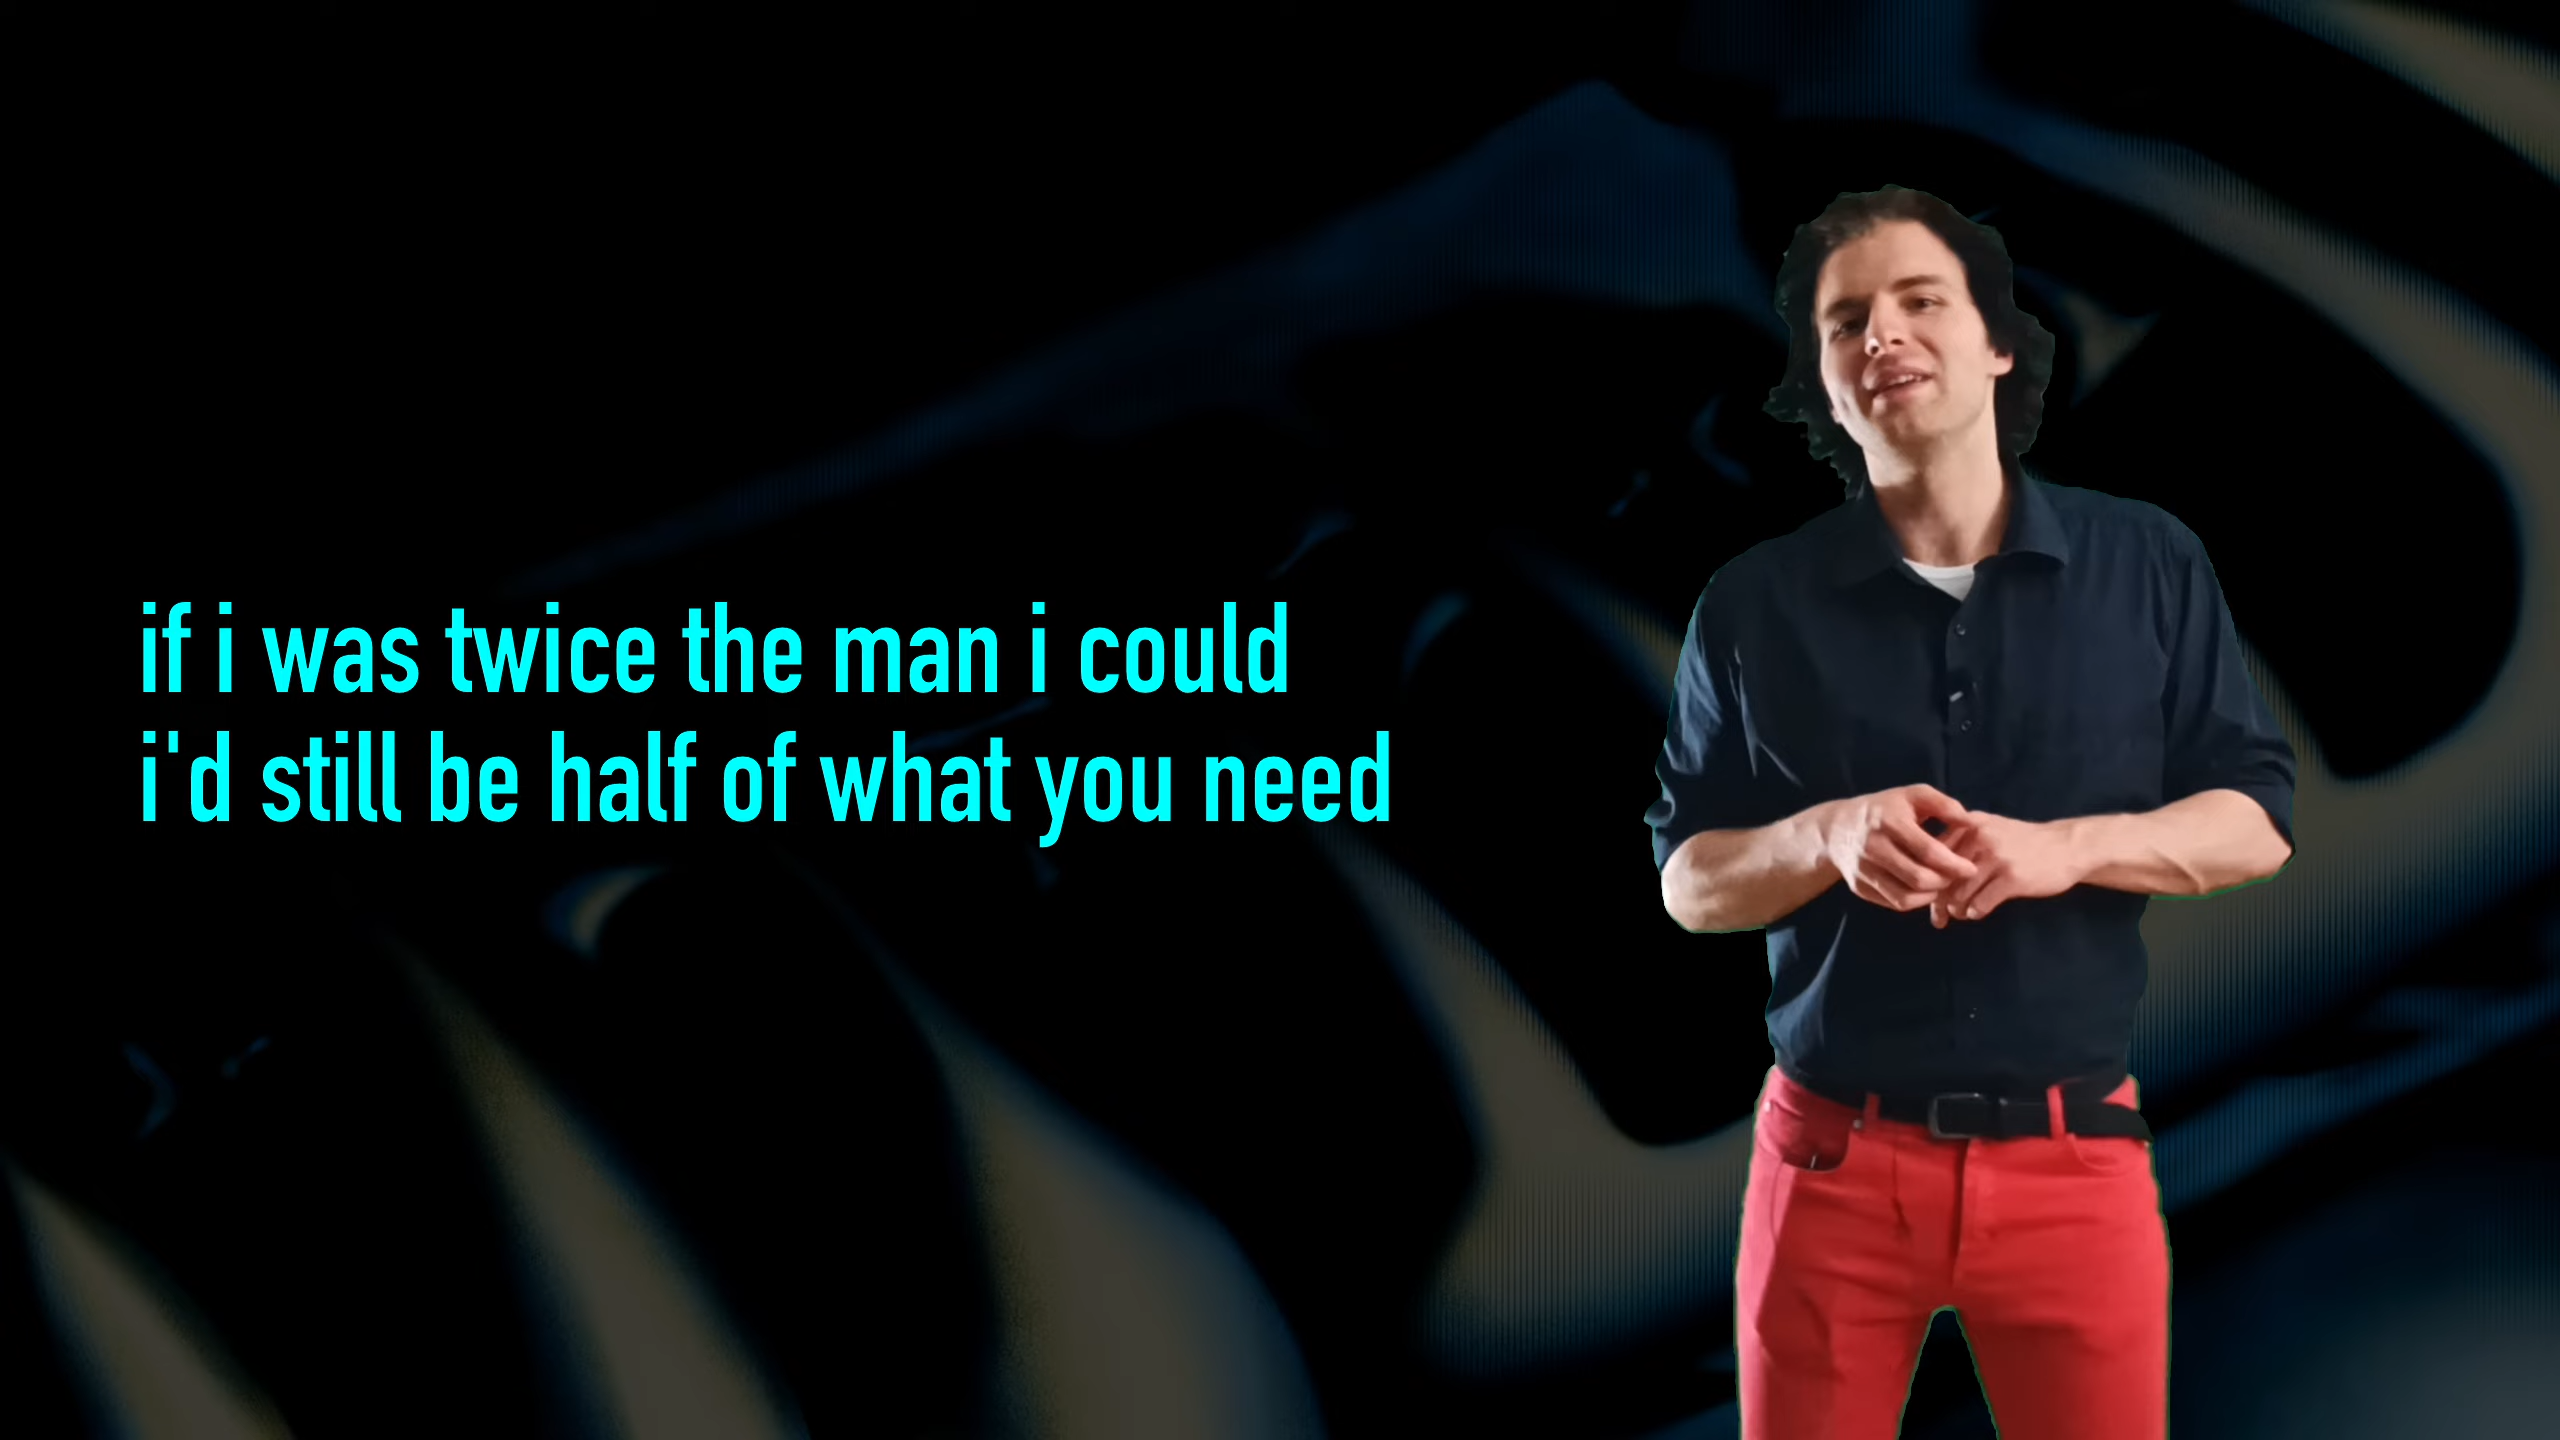 if i was twice the man i could
i'd still be half of what you need